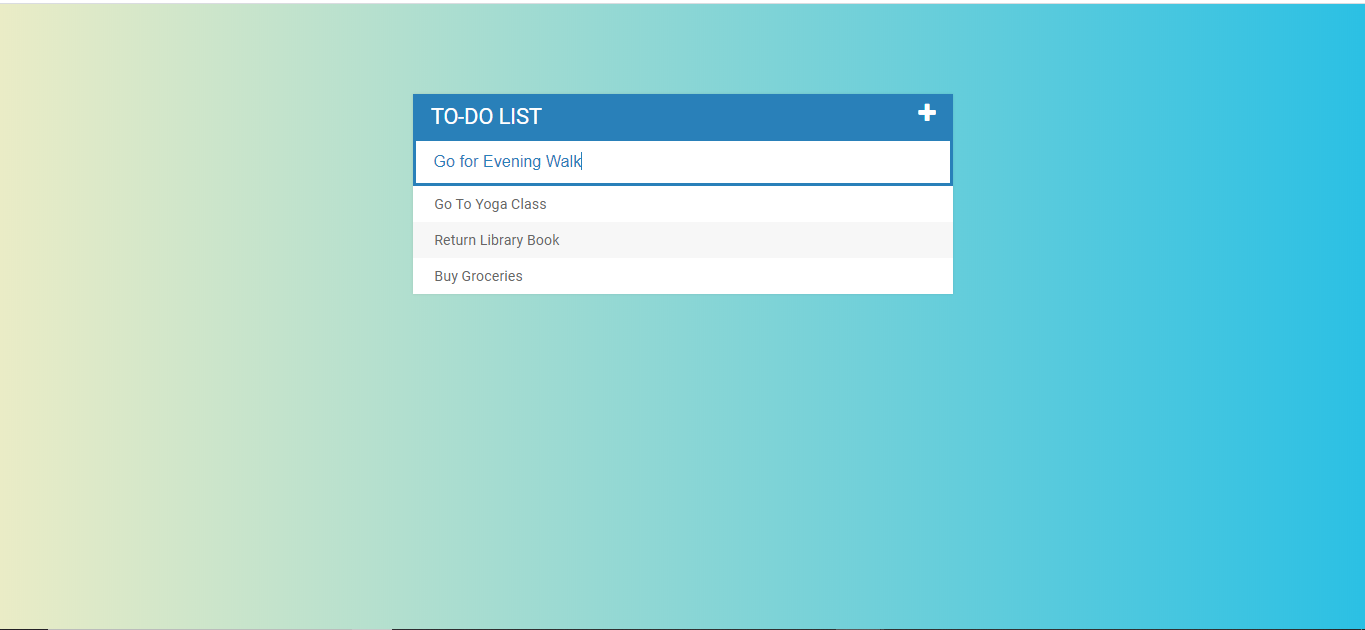 TO-DO LIST
Go for Evening Walk
Go To Yoga Class
Return Library Book
Buy Groceries